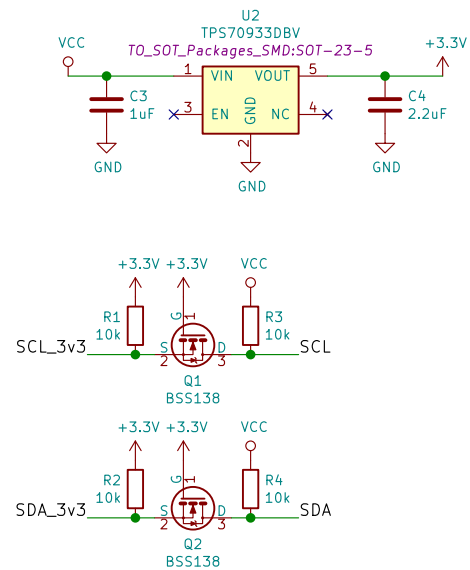 U2
TPS70933DBV
TO_SOT_Packages_SMD:SOT-23-5
VCC
+3.3V
1 VIN VOUT 5
C3
1uF
3 EN GND NC 4
C4
2.2uF
2
GND
GND
GND
+3.3V +3.3V VCC
R1
10k
G 1
R3
10k
SCL_3v3 S 2 D 3 SCL
Q1
BSS138
+3.3V +3.3V VCC
R2
10k
G 1
R4
10k
SDA_3v3 S 2 D 3 SDA
Q2
BSS138